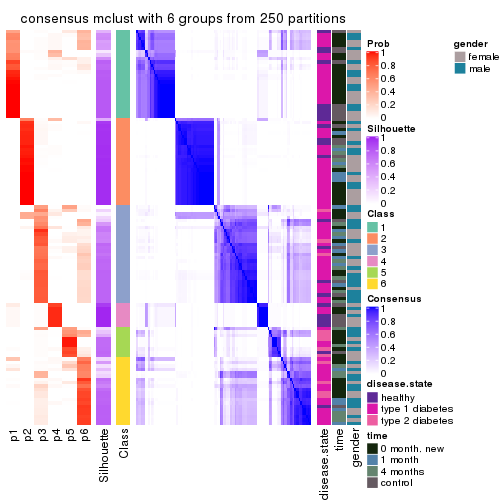 consensus mclust with 6 groups from 250 partitions
Prob
1
0.8
0.6
0.4
0.2
0
gender
female
male
Silhouette
1
0.8
0.6
0.4
0.2
0
Class
1
2
3
4
5
6
Consensus
1
0.8
0.6
0.4
0.2
0
disease.state
healthy
type 1 diabetes
type 2 diabetes
time
0 month, new
1 month
4 months
control
p1
p2
p3
p4
p5
p6
Silhouette
Class
disease.state
time
gender